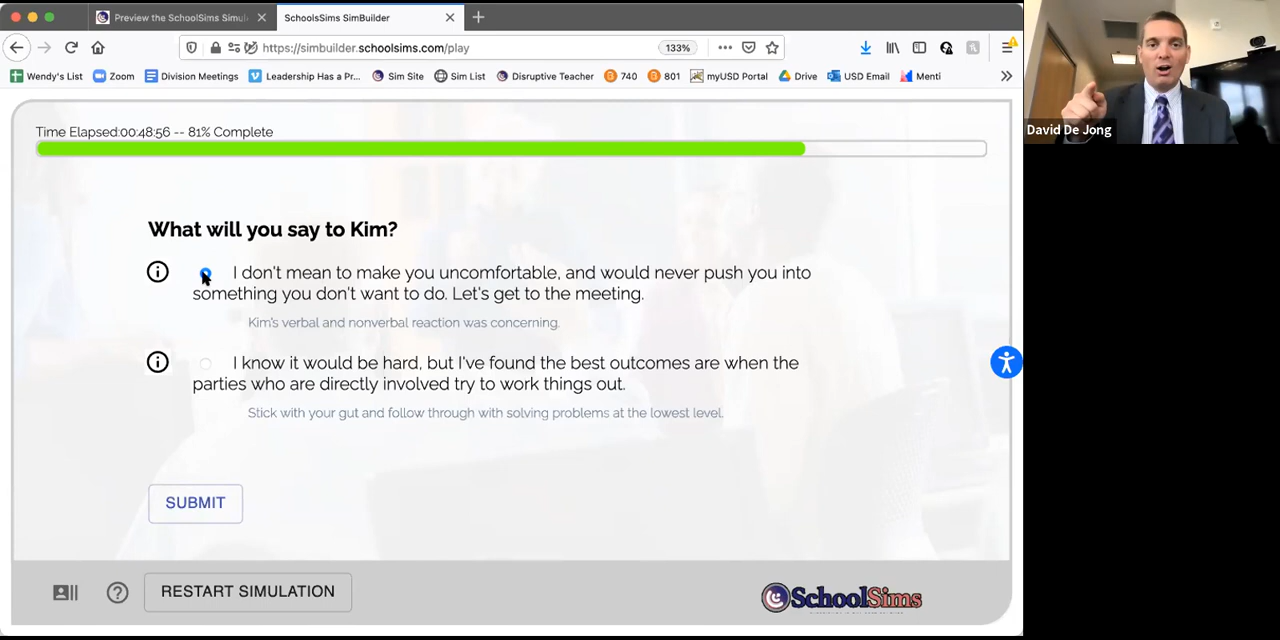 Preview the SchoolSims Simul
SchoolsSims SimBuilder
https://simbuilder.schoolsims.com/play
133%
Wendy's List
Zoom
Division Meetings
Leadership Has a Pr...
Sim Site
Sim List
Disruptive Teacher
740
801
myUSD Portal
Drive
USD Email
Menti
Time Elapsed:00:48:56 -- 81% Complete
What will you say to Kim?
I don't mean to make you uncomfortable, and would never push you into
something you don't want to do. Let's get to the meeting.
Kim's verbal and nonverbal reaction was concerning.
I know it would be hard, but I've found the best outcomes are when the
parties who are directly involved try to work things out.
Stick with your gut and follow through with solving problems at the lowest level.
SUBMIT
RESTART SIMULATION
SchoolSims
David De Jong